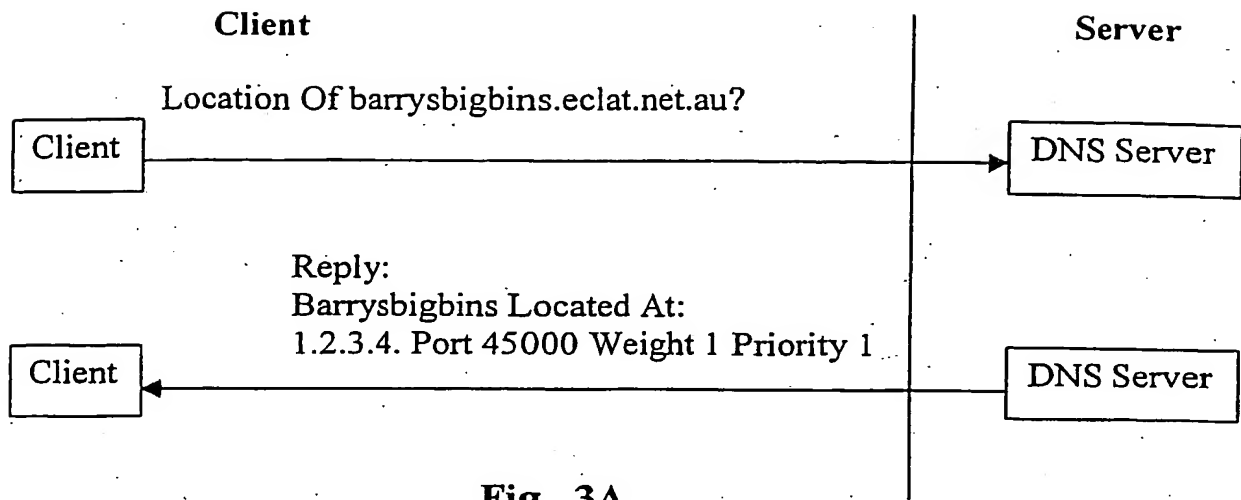 Client
Server
Location Of barrysbigbins.eclat.net.au?
Client
DNS Server
Reply:
Barrysbigbins Located At:
1.2.3.4. Port 45000 Weight 1 Priority 1
Client
DNS Server
Fig. 3A